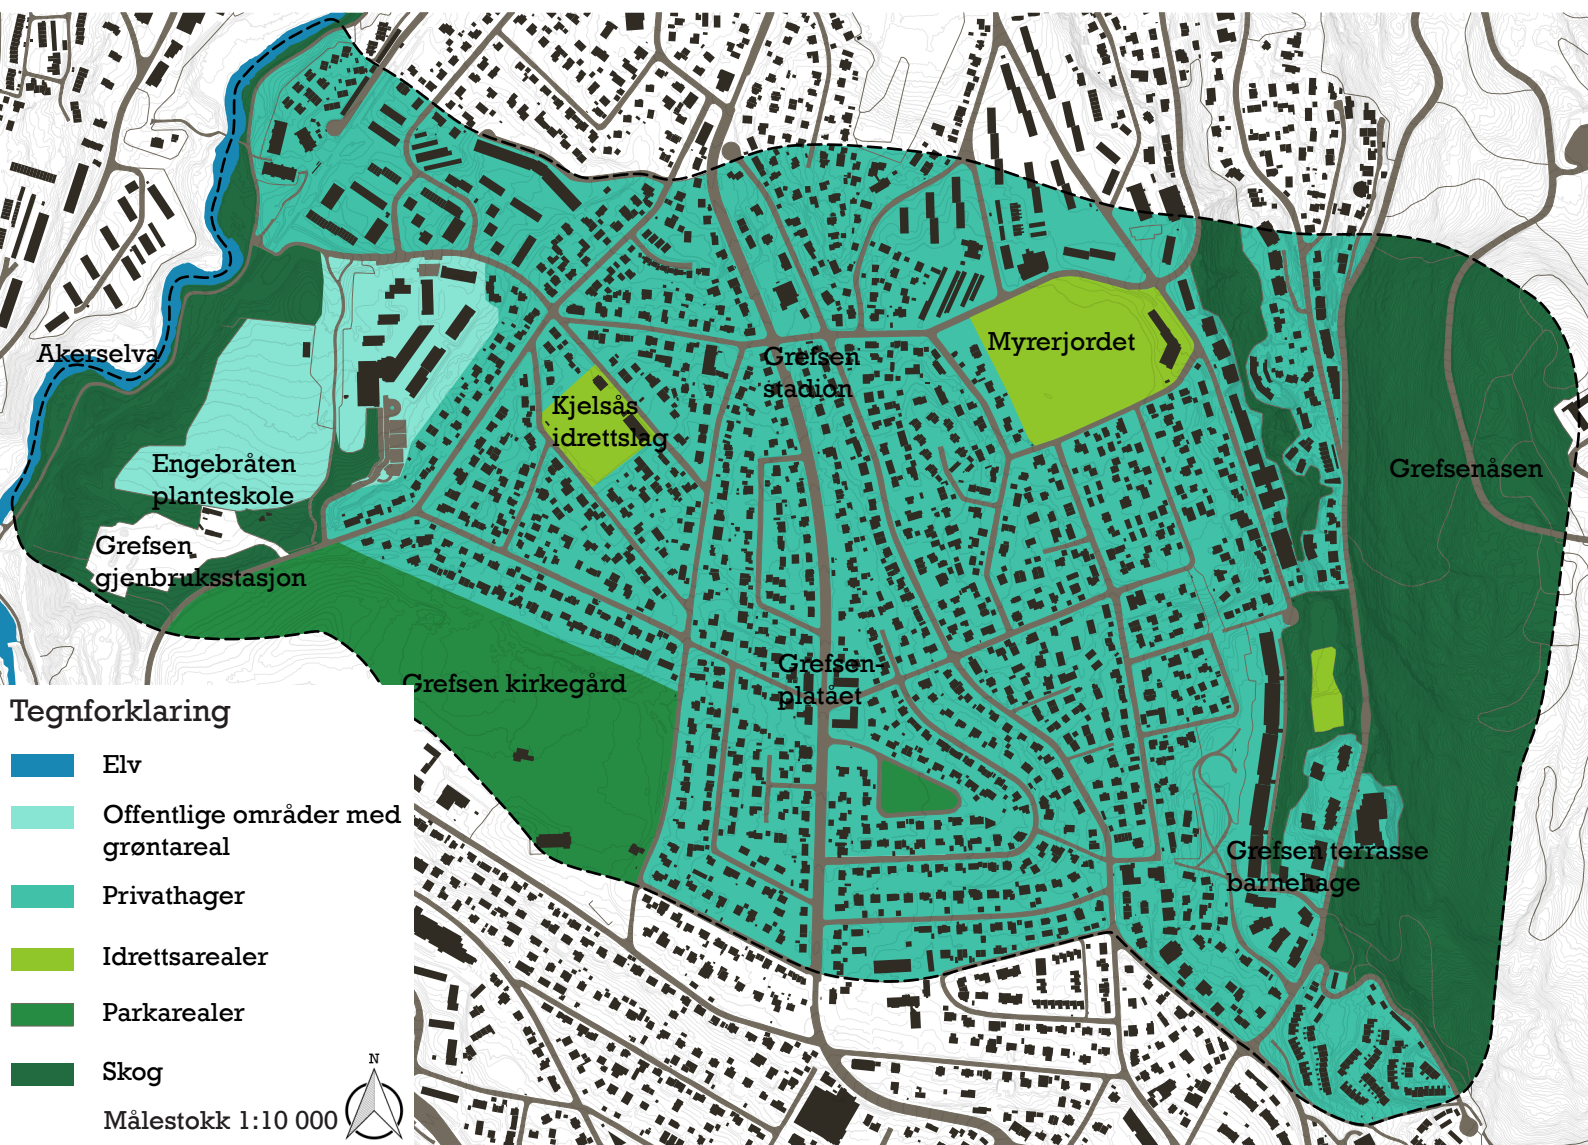 Myrerjordet
Akerselva
Grefsen
stadion
Kjelsås
idrettslag
Engebråten
planteskole
Grefsenåsen
Grefsen
gjenbruksstasjon
Grefsen kirkegård
Grefsen-
platået
Grefsen terrasse
barnehage
Tegnforklaring
Elv
Offentlige områder med
grøntareal
Privathager
Idrettsarealer
Parkarealer
Skog
N
Målestokk 1:10 000